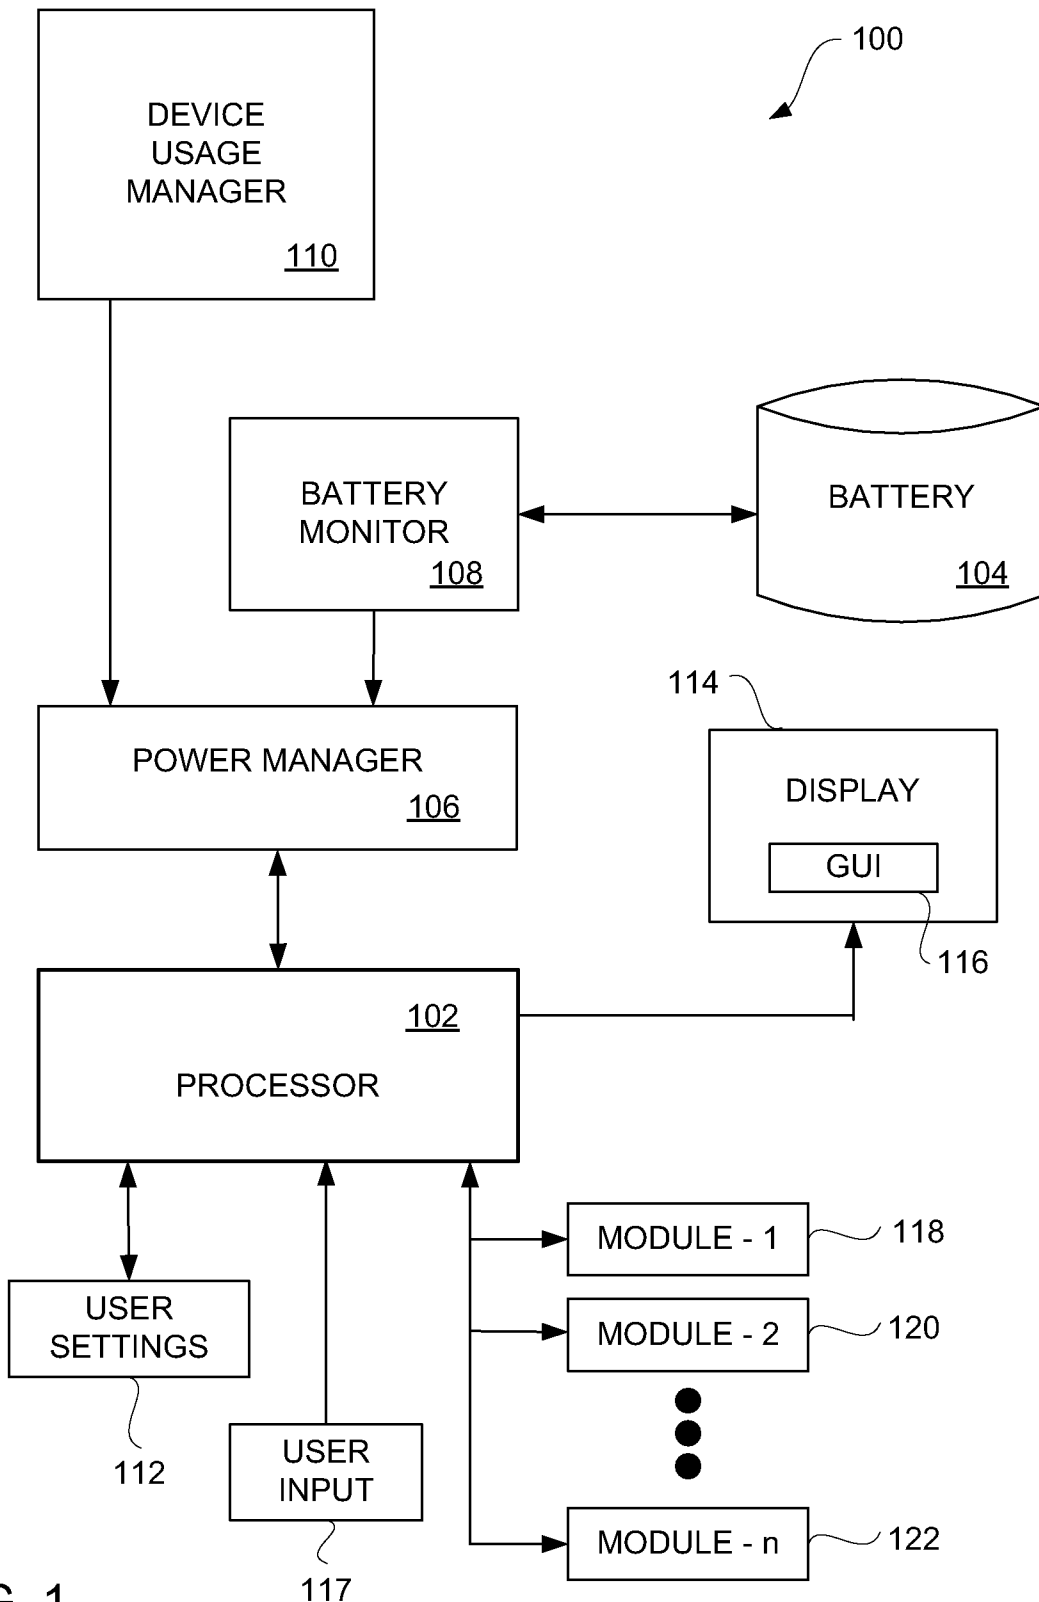 100
DEVICE
USAGE
MANAGER
110
BATTERY
MONITOR
108
BATTERY
104
114
POWER MANAGER
106
DISPLAY
GUI
116
102
PROCESSOR
MODULE - 1
118
USER
SETTINGS
112
MODULE - 2
120
USER
INPUT
117
MODULE - n
122
1